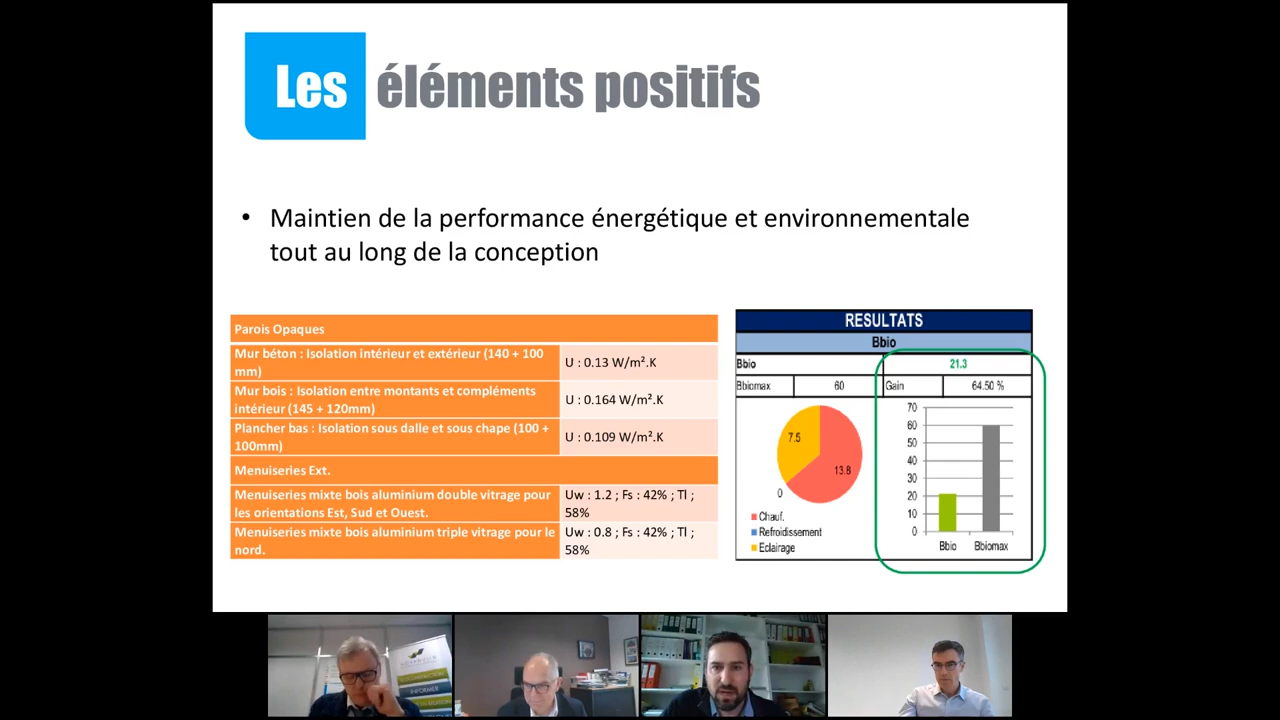 Les éléments positifs
• Maintien de la performance énergétique et environnementale
tout au long de la conception
Parois Opaques
Mur béton : Isolation intérieur et extérieur (140 + 100
mm)
U : 0.13 W/m².K
Mur bois : Isolation entre montants et compléments
intérieur (145 + 120mm)
U : 0.164 W/m².K
Plancher bas : Isolation sous dalle et sous chape (100 +
100mm)
U : 0.109 W/m².K
Menuiseries Ext.
Menuiseries mixte bois aluminium double vitrage pour
les orientations Est, Sud et Ouest.
Uw : 1.2 ; Fs : 42% ; Tl ;
58%
Menuiseries mixte bois aluminium triple vitrage pour le
nord.
Uw : 0.8 ; Fs : 42% ; Tl ;
58%
RESULTATS
Bbio
Bbio 21.3
Bbiomax 60 Gain 64.50 %
7.5
13.8
0
Chauf.
Refroidissement
Eclairage
70
60
50
40
30
20
10
0
Bbio Bbiomax
INFORMER